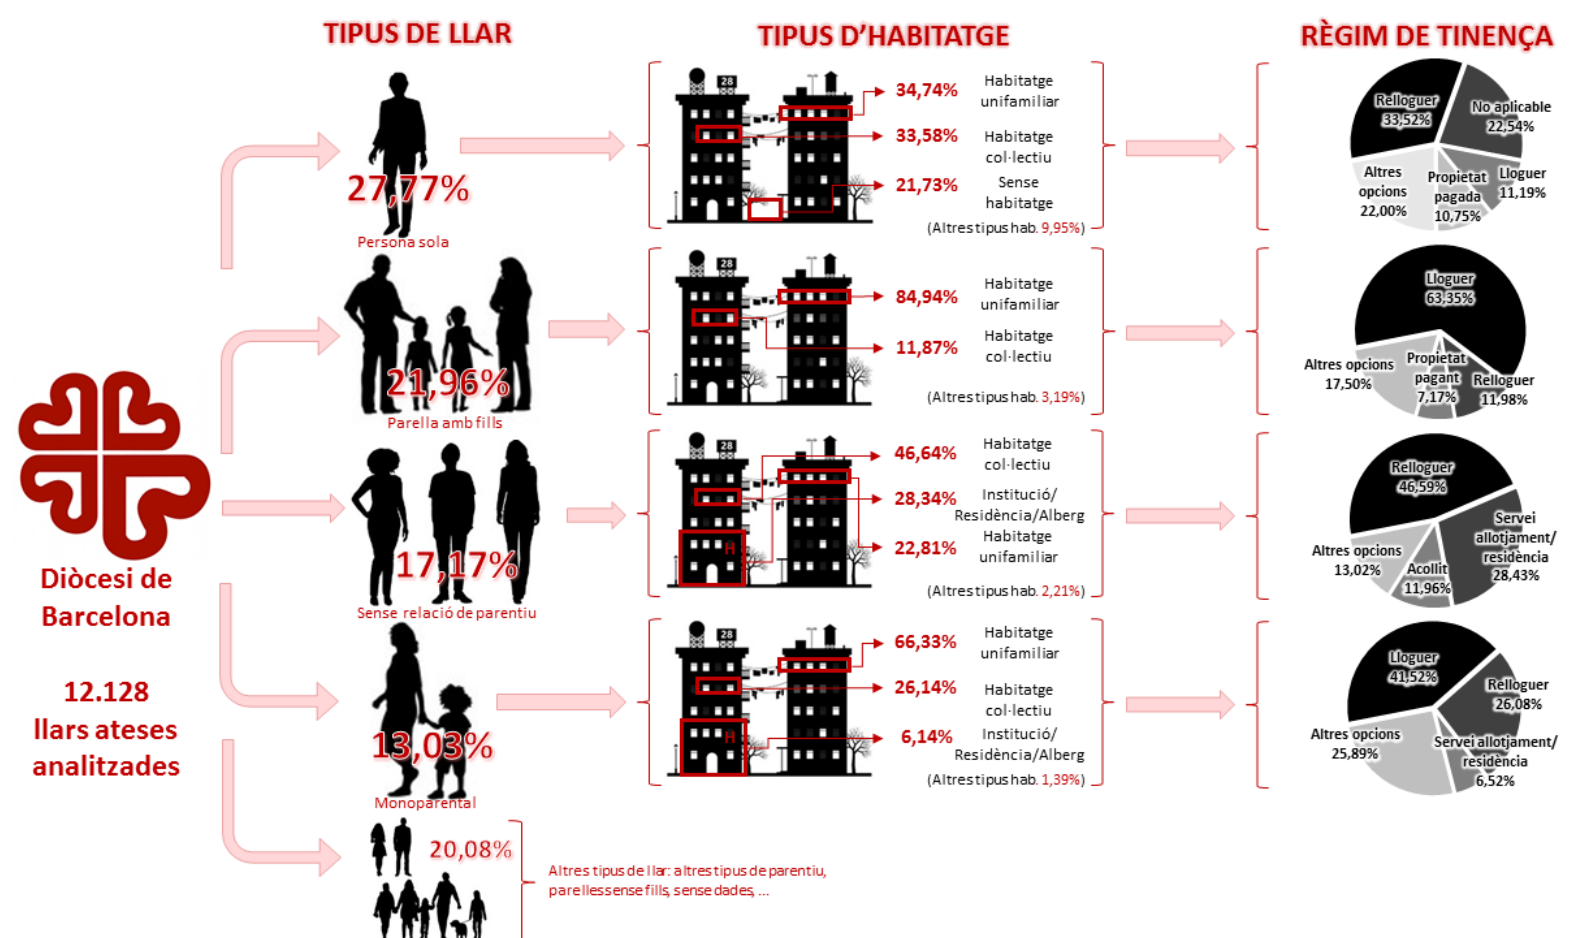 TIPUS DE LLAR
TIPUS D'HABITATGE
RÈGIM DE TINENÇA
Diòcesi de
Barcelona
12.128
llars ateses
analitzades
27,77%
Persona sola
28
34,74%
Habitatge
unifamiliar
33,58%
Habitatge
col·lectiu
21,73%
Sense
habitatge
(Altres tipus hab. 9,95%)
Relloguer
33,52%
No aplicable
22,54%
Lloguer
11,19%
Propietat
pagada
10,75%
Altres
opcions
22,00%
21,96%
Parella amb fills
28
84,94%
Habitatge
unifamiliar
11,87%
Habitatge
col·lectiu
(Altres tipus hab. 3,19%)
Lloguer
63,35%
Altres opcions
17,50%
Propietat
pagant
7,17%
Relloguer
11,98%
17,17%
Sense relació de parentiu
28
H
46,64%
Habitatge
col·lectiu
28,34%
Institució/
Residència/Alberg
22,81%
Habitatge
unifamiliar
(Altres tipus hab. 2,21%)
Relloguer
46,59%
Servei
allotjament/
residència
28,43%
Acollit
11,96%
Altres opcions
13,02%
13,03%
Monoparental
28
H
66,33%
Habitatge
unifamiliar
26,14%
Habitatge
col·lectiu
6,14%
Institució/
Residència/Alberg
(Altres tipus hab. 1,39%)
Lloguer
41,52%
Relloguer
26,08%
Servei allotjament/
residència
6,52%
Altres opcions
25,89%
20,08%
Altres tipus de llar: altres tipus de parentiu,
parelles sense fills, sense dades, ...